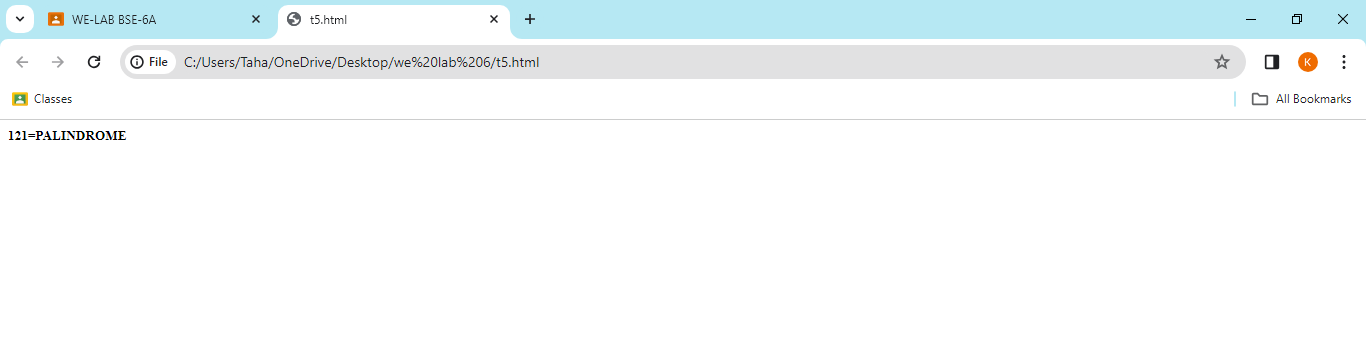 WE-LAB BSE-6A
t5.html
File
C:/Users/Taha/OneDrive/Desktop/we%20lab%206/t5.html
K
Classes
All Bookmarks
121=PALINDROME